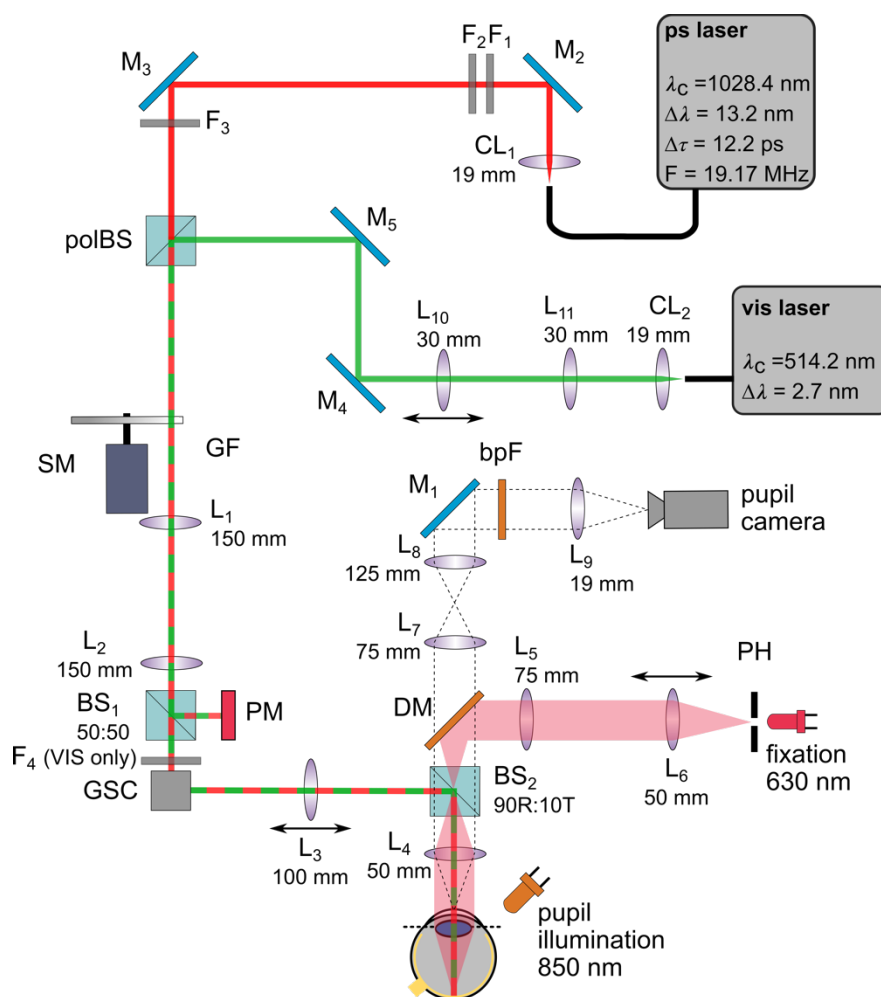 ps laser
λc =1028.4 nm
Δλ = 13.2 nm
Δτ = 12.2 ps
F = 19.17 MHz
F2 F1
M2
M3
F3
CL1
19 mm
polBS
M5
L10
30 mm
L11
30 mm
CL2
19 mm
vis laser
λc =514.2 nm
Δλ = 2.7 nm
M4
SM
GF
L1
150 mm
M1
bpF
pupil
camera
L8
125 mm
L9
19 mm
L7
75 mm
L2
150 mm
L5
75 mm
PH
BS1
50:50
PM
DM
F4 (VIS only)
GSC
BS2
90R:10T
L6
50 mm
fixation
630 nm
L3
100 mm
L4
50 mm
pupil
illumination
850 nm